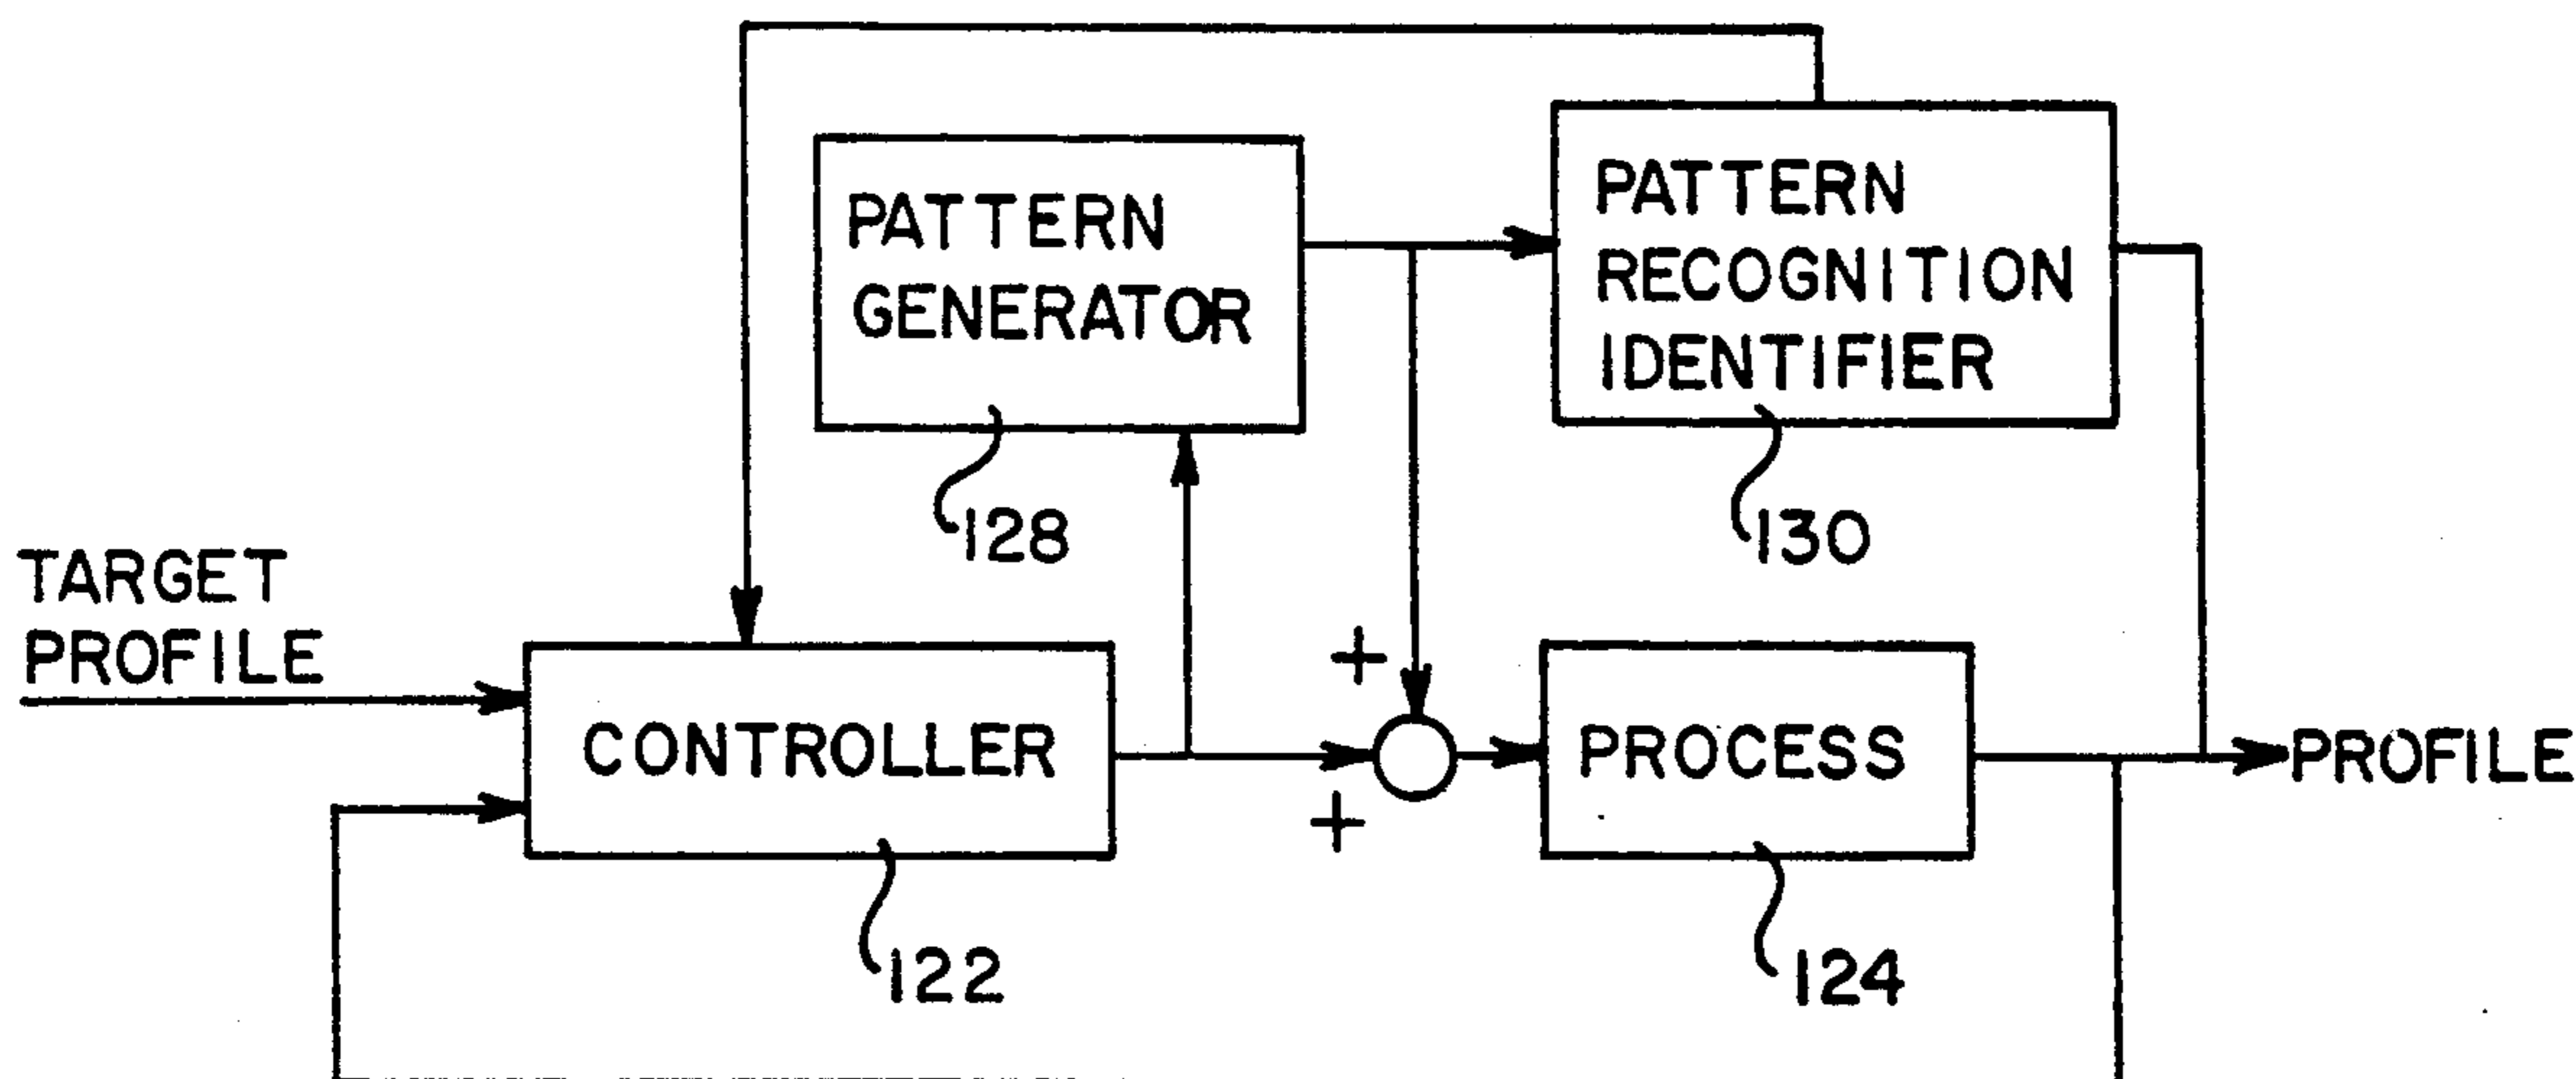 PATTERN
GENERATOR
128
PATTERN
RECOGNITION
IDENTIFIER
130
TARGET
PROFILE
CONTROLLER
122
+
+
PROCESS
124
PROFILE